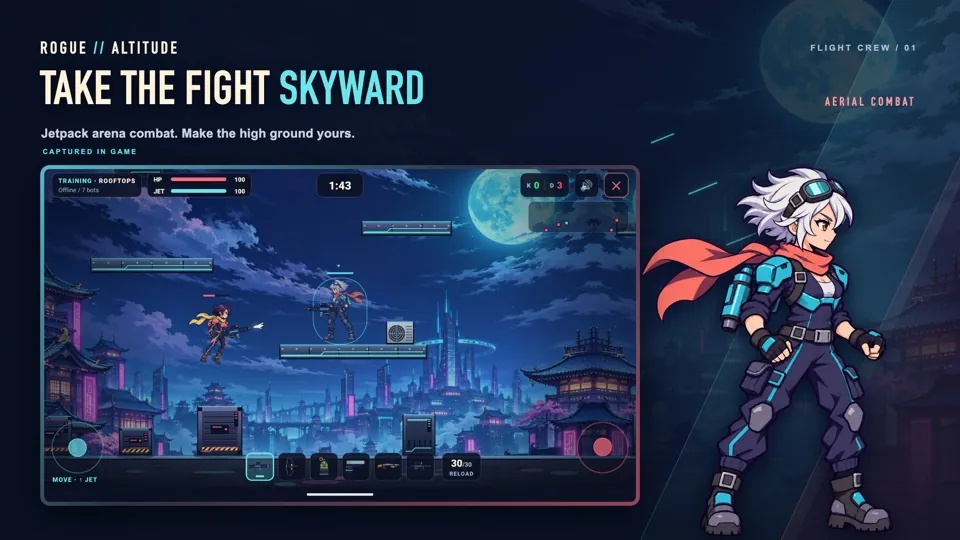 ROGUE // ALTITUDE
FLIGHT CREW / 01
TAKE THE FIGHT SKYWARD
AERIAL COMBAT
Jetpack arena combat. Make the high ground yours.
CAPTURED IN GAME
TRAINING · ROOFTOPS
Offline / 7 bots
HP 100
JET 100
1:43
K 0 D 3
30/30
RELOAD
MOVE · ↑ JET